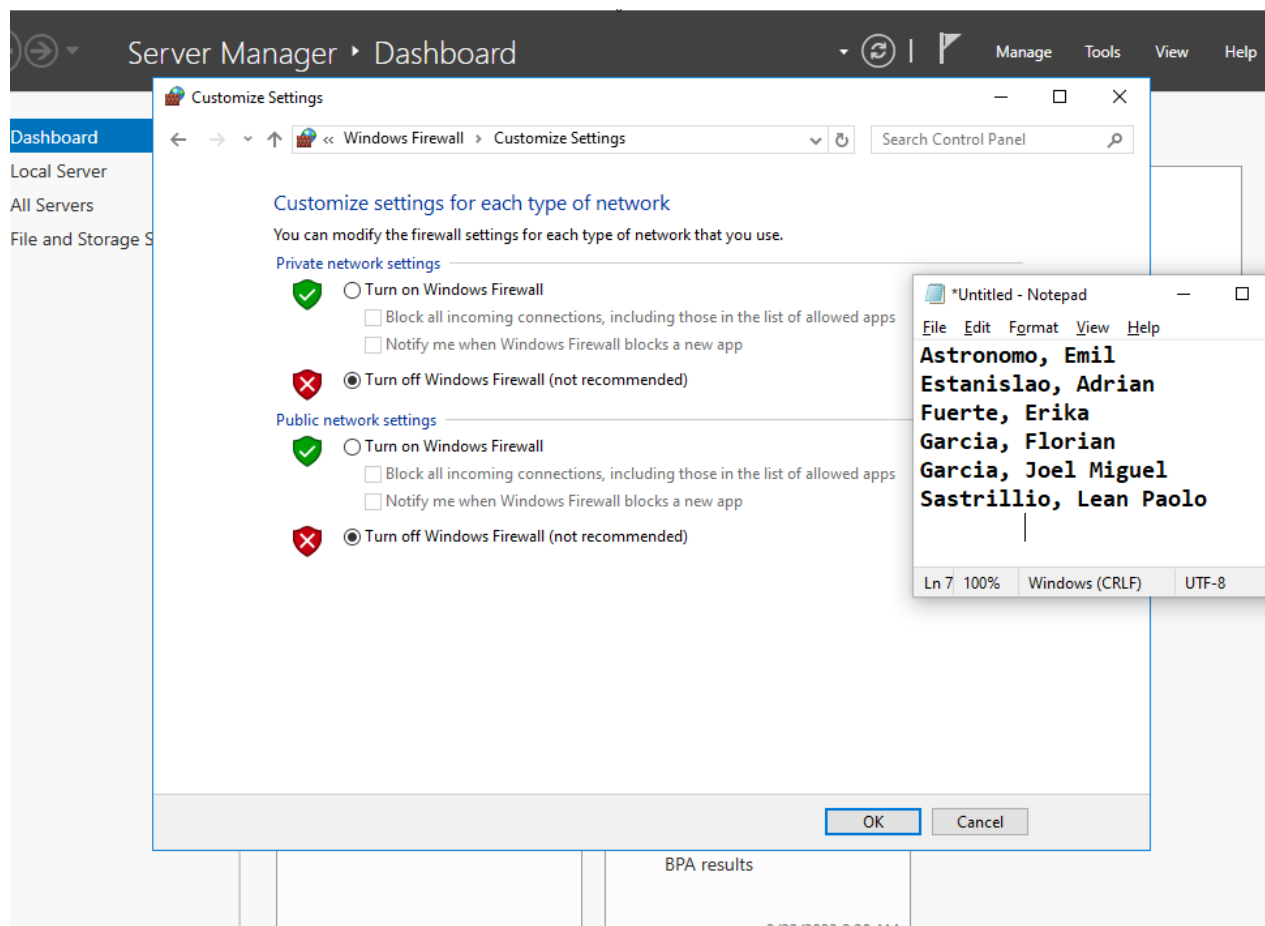 Server Manager ‣ Dashboard
Manage Tools View Help
Dashboard
Local Server
All Servers
File and Storage S
Customize Settings
« Windows Firewall > Customize Settings
Search Control Panel
Customize settings for each type of network
You can modify the firewall settings for each type of network that you use.
Private network settings
Turn on Windows Firewall
Block all incoming connections, including those in the list of allowed apps
Notify me when Windows Firewall blocks a new app
Turn off Windows Firewall (not recommended)
Public network settings
Turn on Windows Firewall
Block all incoming connections, including those in the list of allowed apps
Notify me when Windows Firewall blocks a new app
Turn off Windows Firewall (not recommended)
OK Cancel
*Untitled - Notepad
File Edit Format View Help
Astronomo, Emil
Estanislao, Adrian
Fuerte, Erika
Garcia, Florian
Garcia, Joel Miguel
Sastrillio, Lean Paolo
Ln 7 100% Windows (CRLF) UTF-8
BPA results